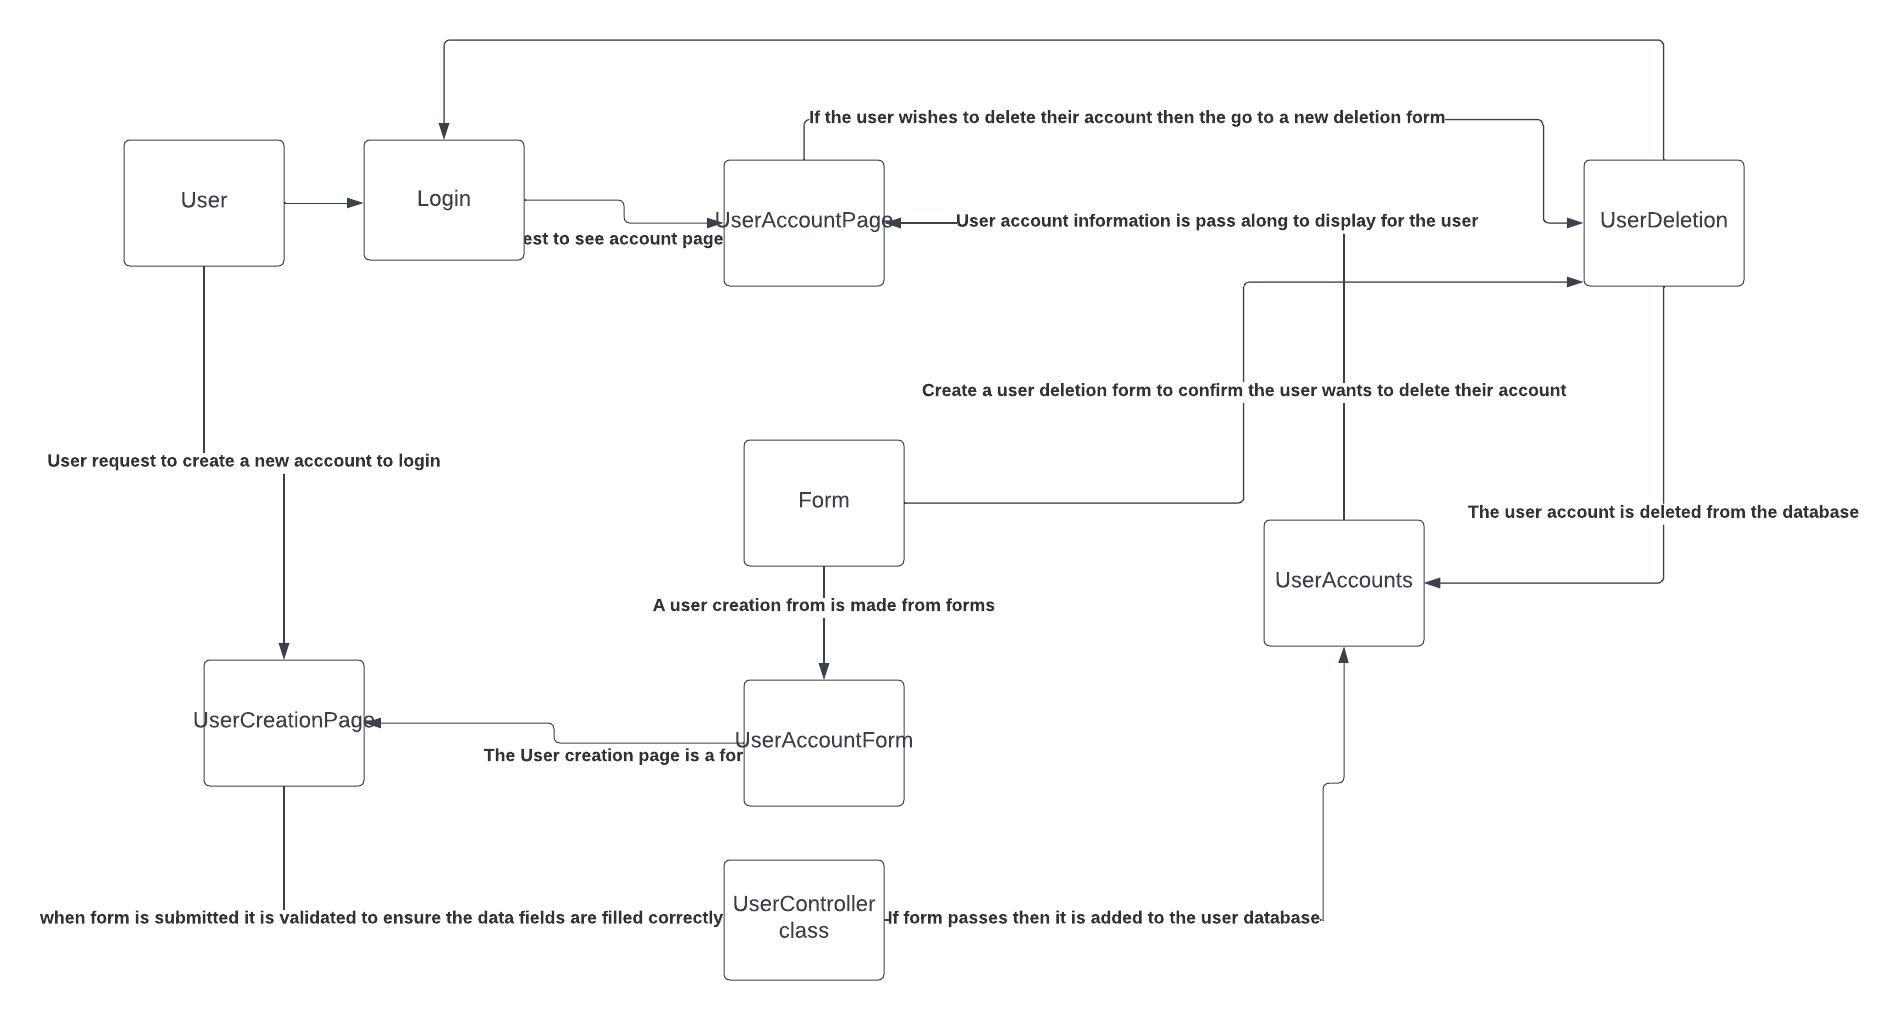 If the user wishes to delete their account then the go to a new deletion form
User
Login
UserAccountPage
User account information is pass along to display for the user
UserDeletion
to see account page
Create a user deletion form to confirm the user wants to delete their account
User request to create a new acccount to login
Form
The user account is deleted from the database
UserAccounts
A user creation from is made from forms
UserCreationPage
UserAccountForm
The User creation page is a for
UserController
class
when form is submitted it is validated to ensure the data fields are filled correctly
If form passes then it is added to the user database